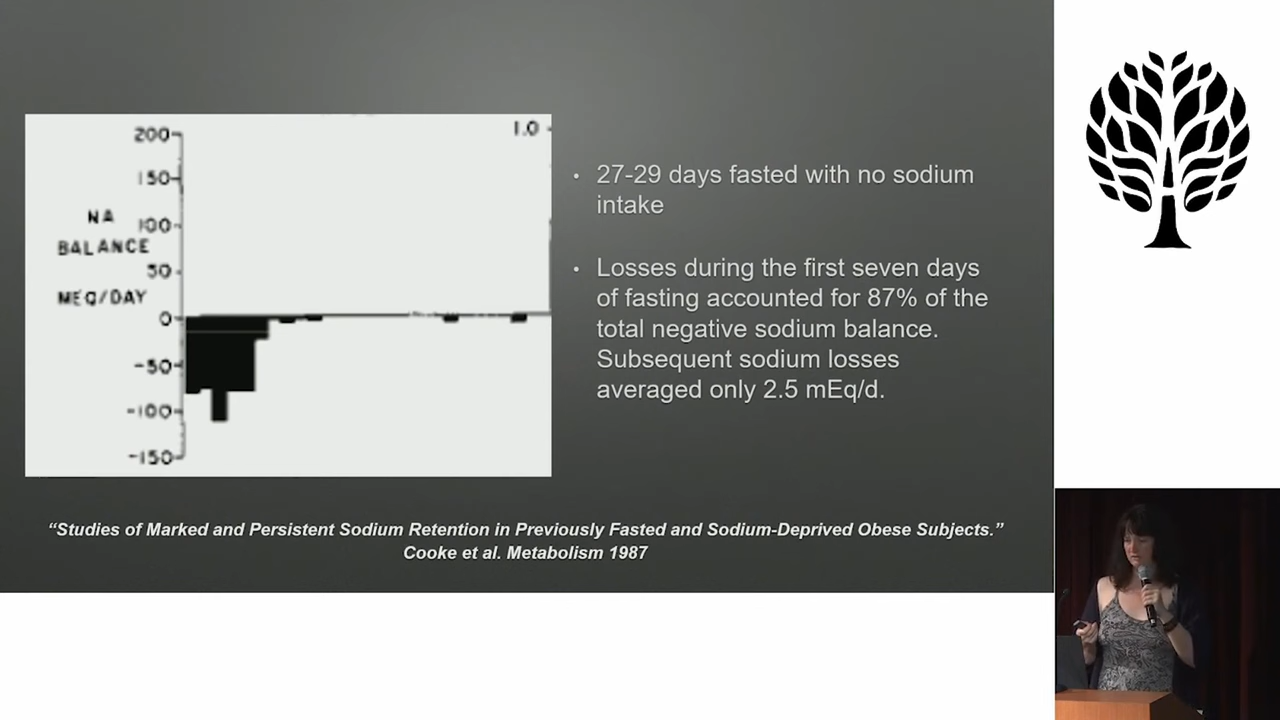 200
1.0
150
NA
100
BALANCE
50
MEQ/DAY
0
-50
-100
-150
• 27-29 days fasted with no sodium
intake
• Losses during the first seven days
of fasting accounted for 87% of the
total negative sodium balance.
Subsequent sodium losses
averaged only 2.5 mEq/d.
“Studies of Marked and Persistent Sodium Retention in Previously Fasted and Sodium-Deprived Obese Subjects.”
Cooke et al. Metabolism 1987